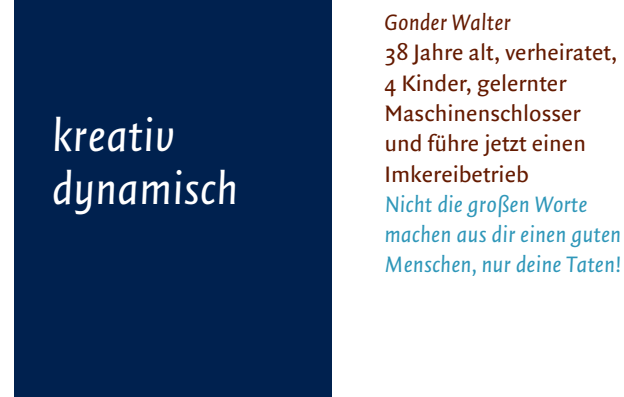 kreativ
dynamisch
Gonder Walter
38 Jahre alt, verheiratet,
4 Kinder, gelernter
Maschinenschlosser
und führe jetzt einen
Imkereibetrieb
Nicht die großen Worte
machen aus dir einen guten
Menschen, nur deine Taten!